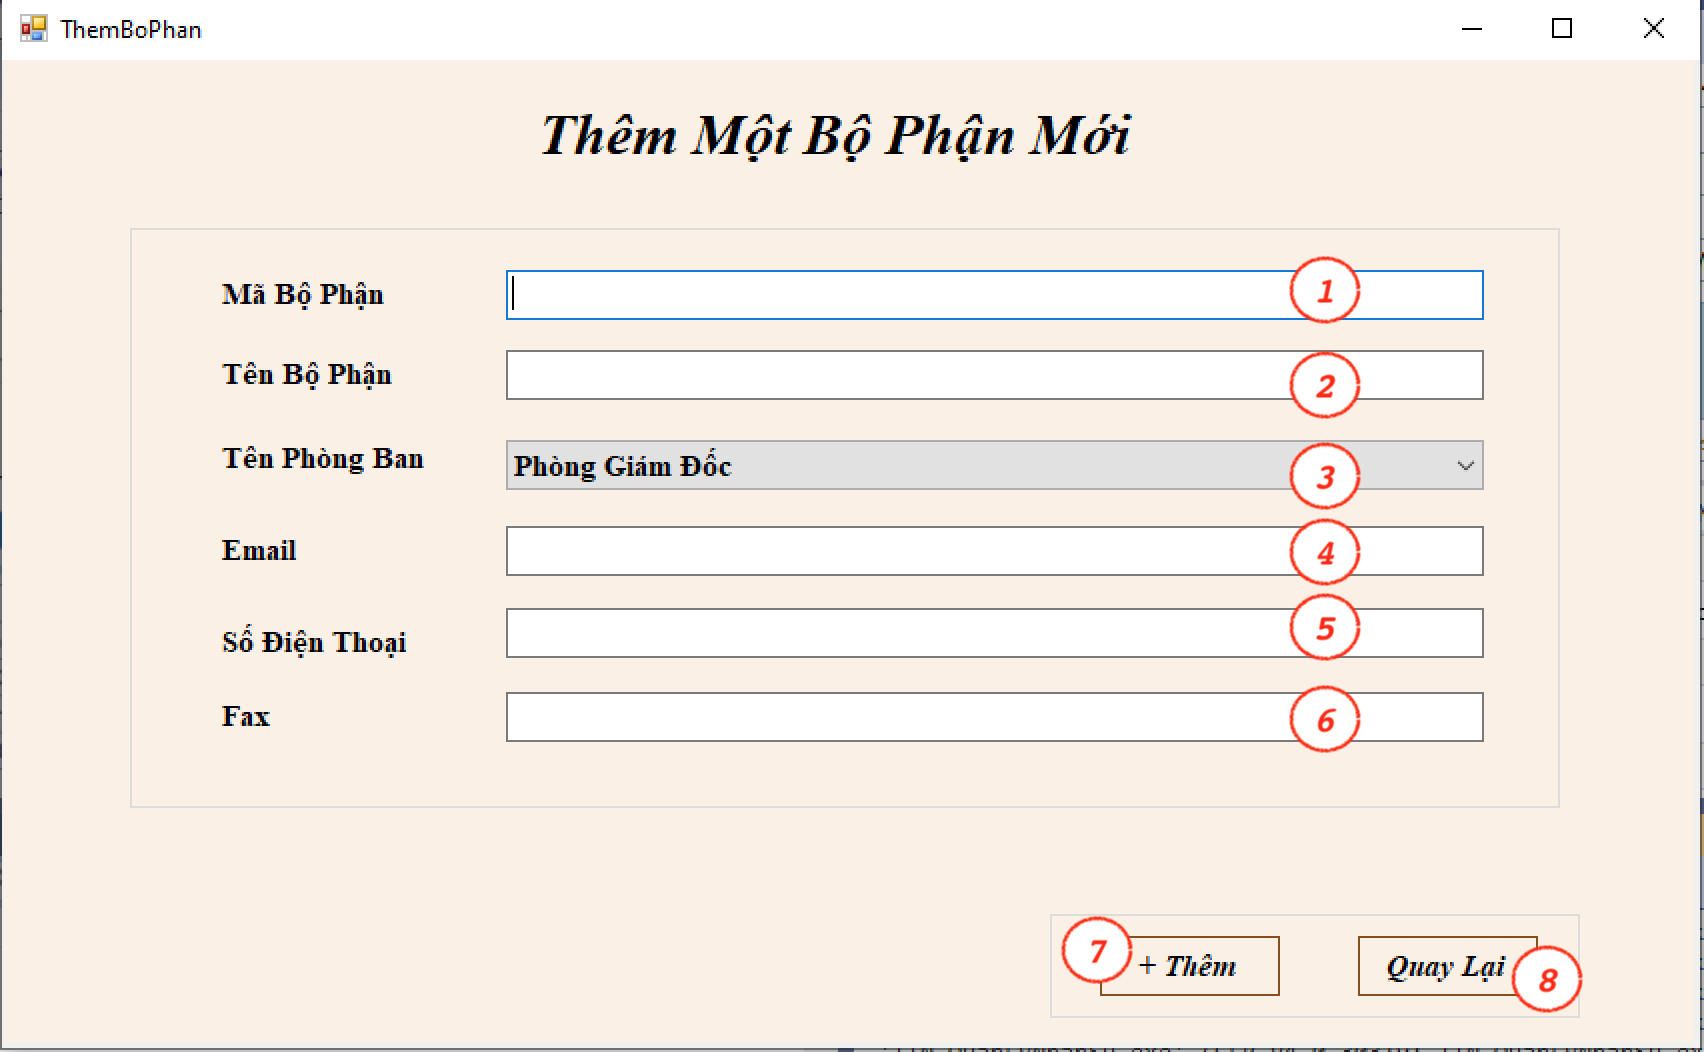 ThemBoPhan
Thêm Một Bộ Phận Mới
Mã Bộ Phận
1
Tên Bộ Phận
2
Tên Phòng Ban
Phòng Giám Đốc
3
Email
4
Số Điện Thoại
5
Fax
6
7
+ Thêm
Quay Lại
8